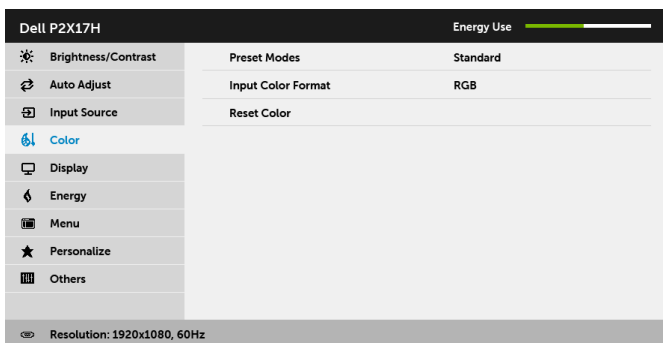 Dell P2X17H Energy Use
Brightness/Contrast Preset Modes Standard
Auto Adjust Input Color Format RGB
Input Source Reset Color
Color
Display
Energy
Menu
Personalize
Others
Resolution: 1920x1080, 60Hz